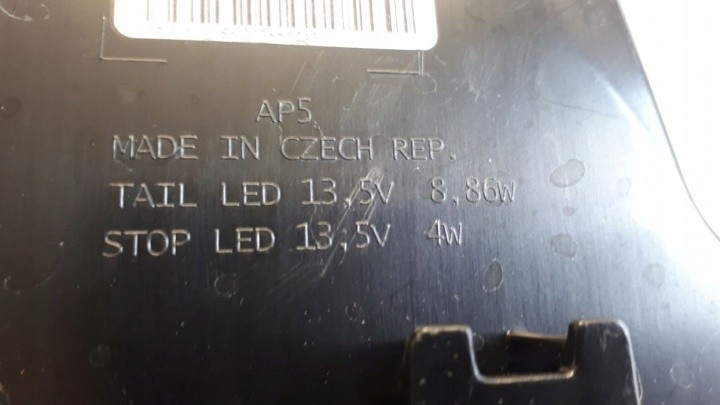 AP5
MADE IN CZECH REP.
TAIL LED 13,5V 8,86W
STOP LED 13,5V 4W